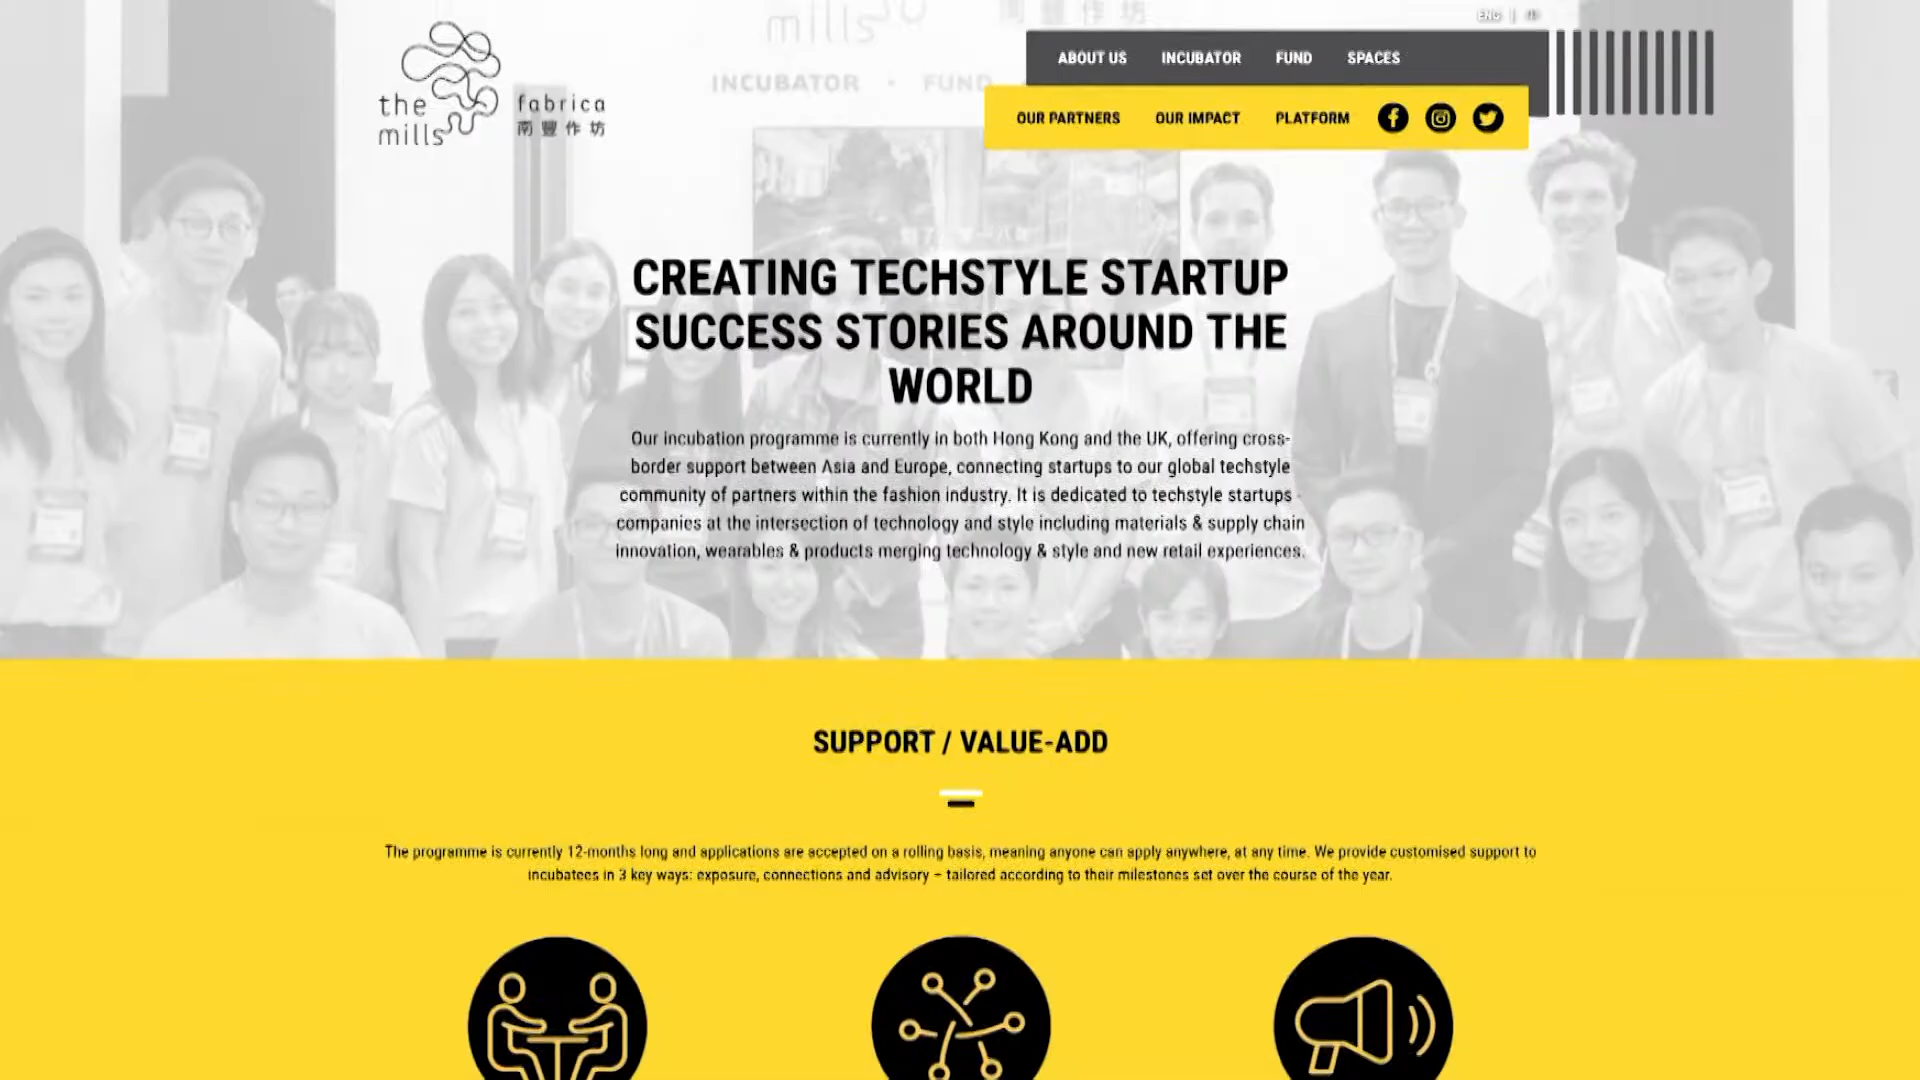 ENG |
ABOUT US INCUBATOR FUND SPACES
the mills fabrica
南豐作坊
mills
INCUBATOR · FUND
OUR PARTNERS OUR IMPACT PLATFORM
CREATING TECHSTYLE STARTUP
SUCCESS STORIES AROUND THE
WORLD
Our incubation programme is currently in both Hong Kong and the UK, offering cross-
border support between Asia and Europe, connecting startups to our global techstyle
community of partners within the fashion industry. It is dedicated to techstyle startups -
companies at the intersection of technology and style including materials & supply chain
innovation, wearables & products merging technology & style and new retail experiences.
SUPPORT / VALUE-ADD
The programme is currently 12-months long and applications are accepted on a rolling basis, meaning anyone can apply anywhere, at any time. We provide customised support to
incubatees in 3 key ways: exposure, connections and advisory – tailored according to their milestones set over the course of the year.